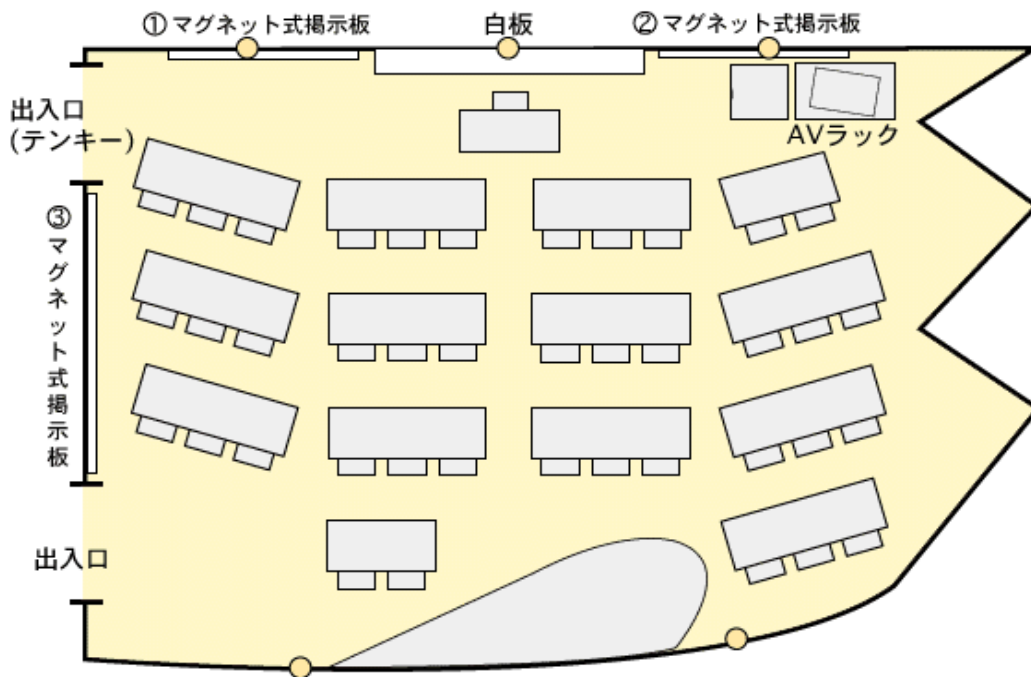 ①マグネット式掲示板
白板
②マグネット式掲示板
出入口
(テンキー)
AVラック
③マグネット式掲示板
出入口